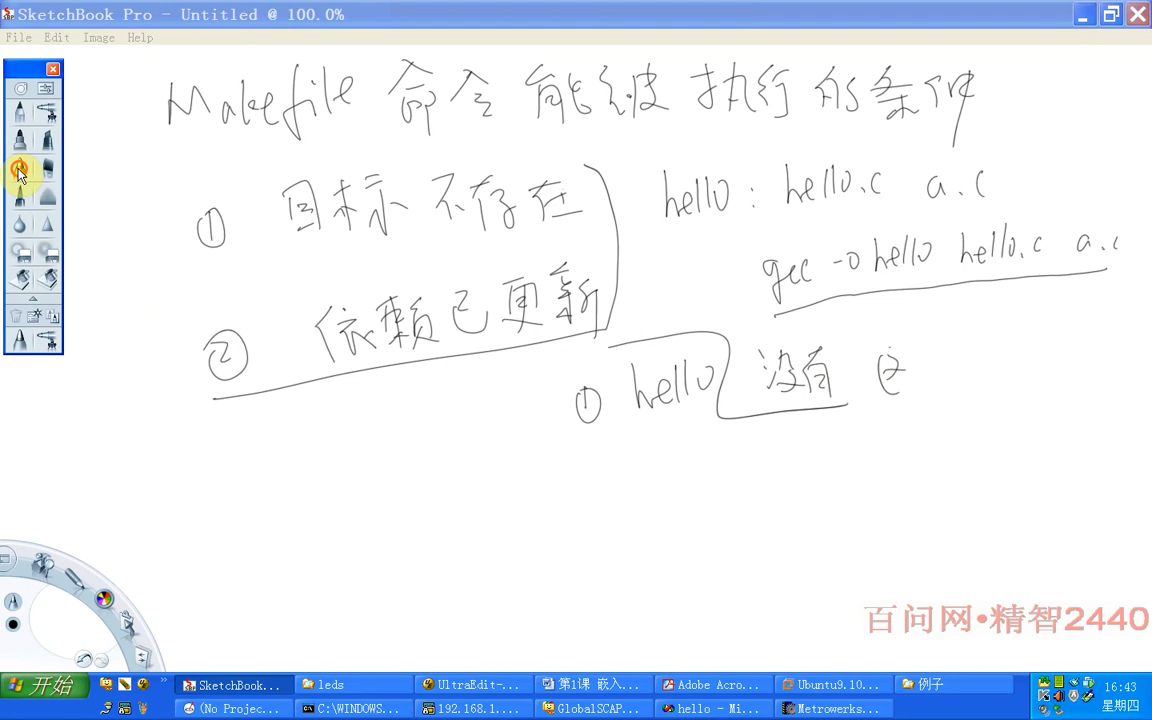 SketchBook Pro - Untitled @ 100.0%
File Edit Image Help
Makefile 命令能够被执行的条件
① 目标不存在
hello: hello.c a.c
gcc -o hello hello.c a.c
② 依赖已更新
① hello 没有
百问网•精智2440
开始 SketchBook... leds UltraEdit-... 第1课 嵌入... Adobe Acro... Ubuntu9.10... 例子 16:43
(No Projec... C:\WINDOWS... 192.168.1... GlobalSCAP... hello - Mi... Metrowerks... 星期四